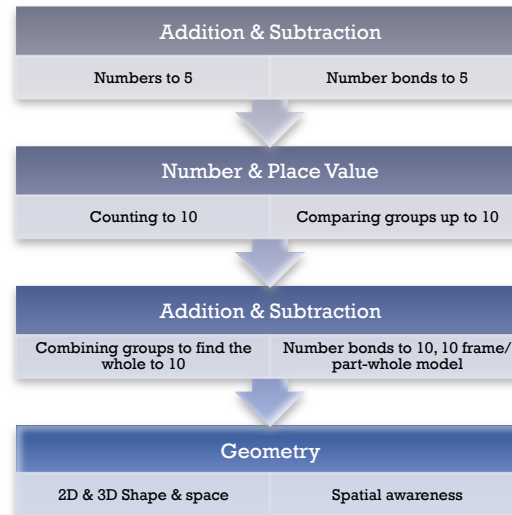 Addition & Subtraction
Numbers to 5
Number bonds to 5
Number & Place Value
Counting to 10
Comparing groups up to 10
Addition & Subtraction
Combining groups to find the
whole to 10
Number bonds to 10, 10 frame/
part-whole model
Geometry
2D & 3D Shape & space
Spatial awareness